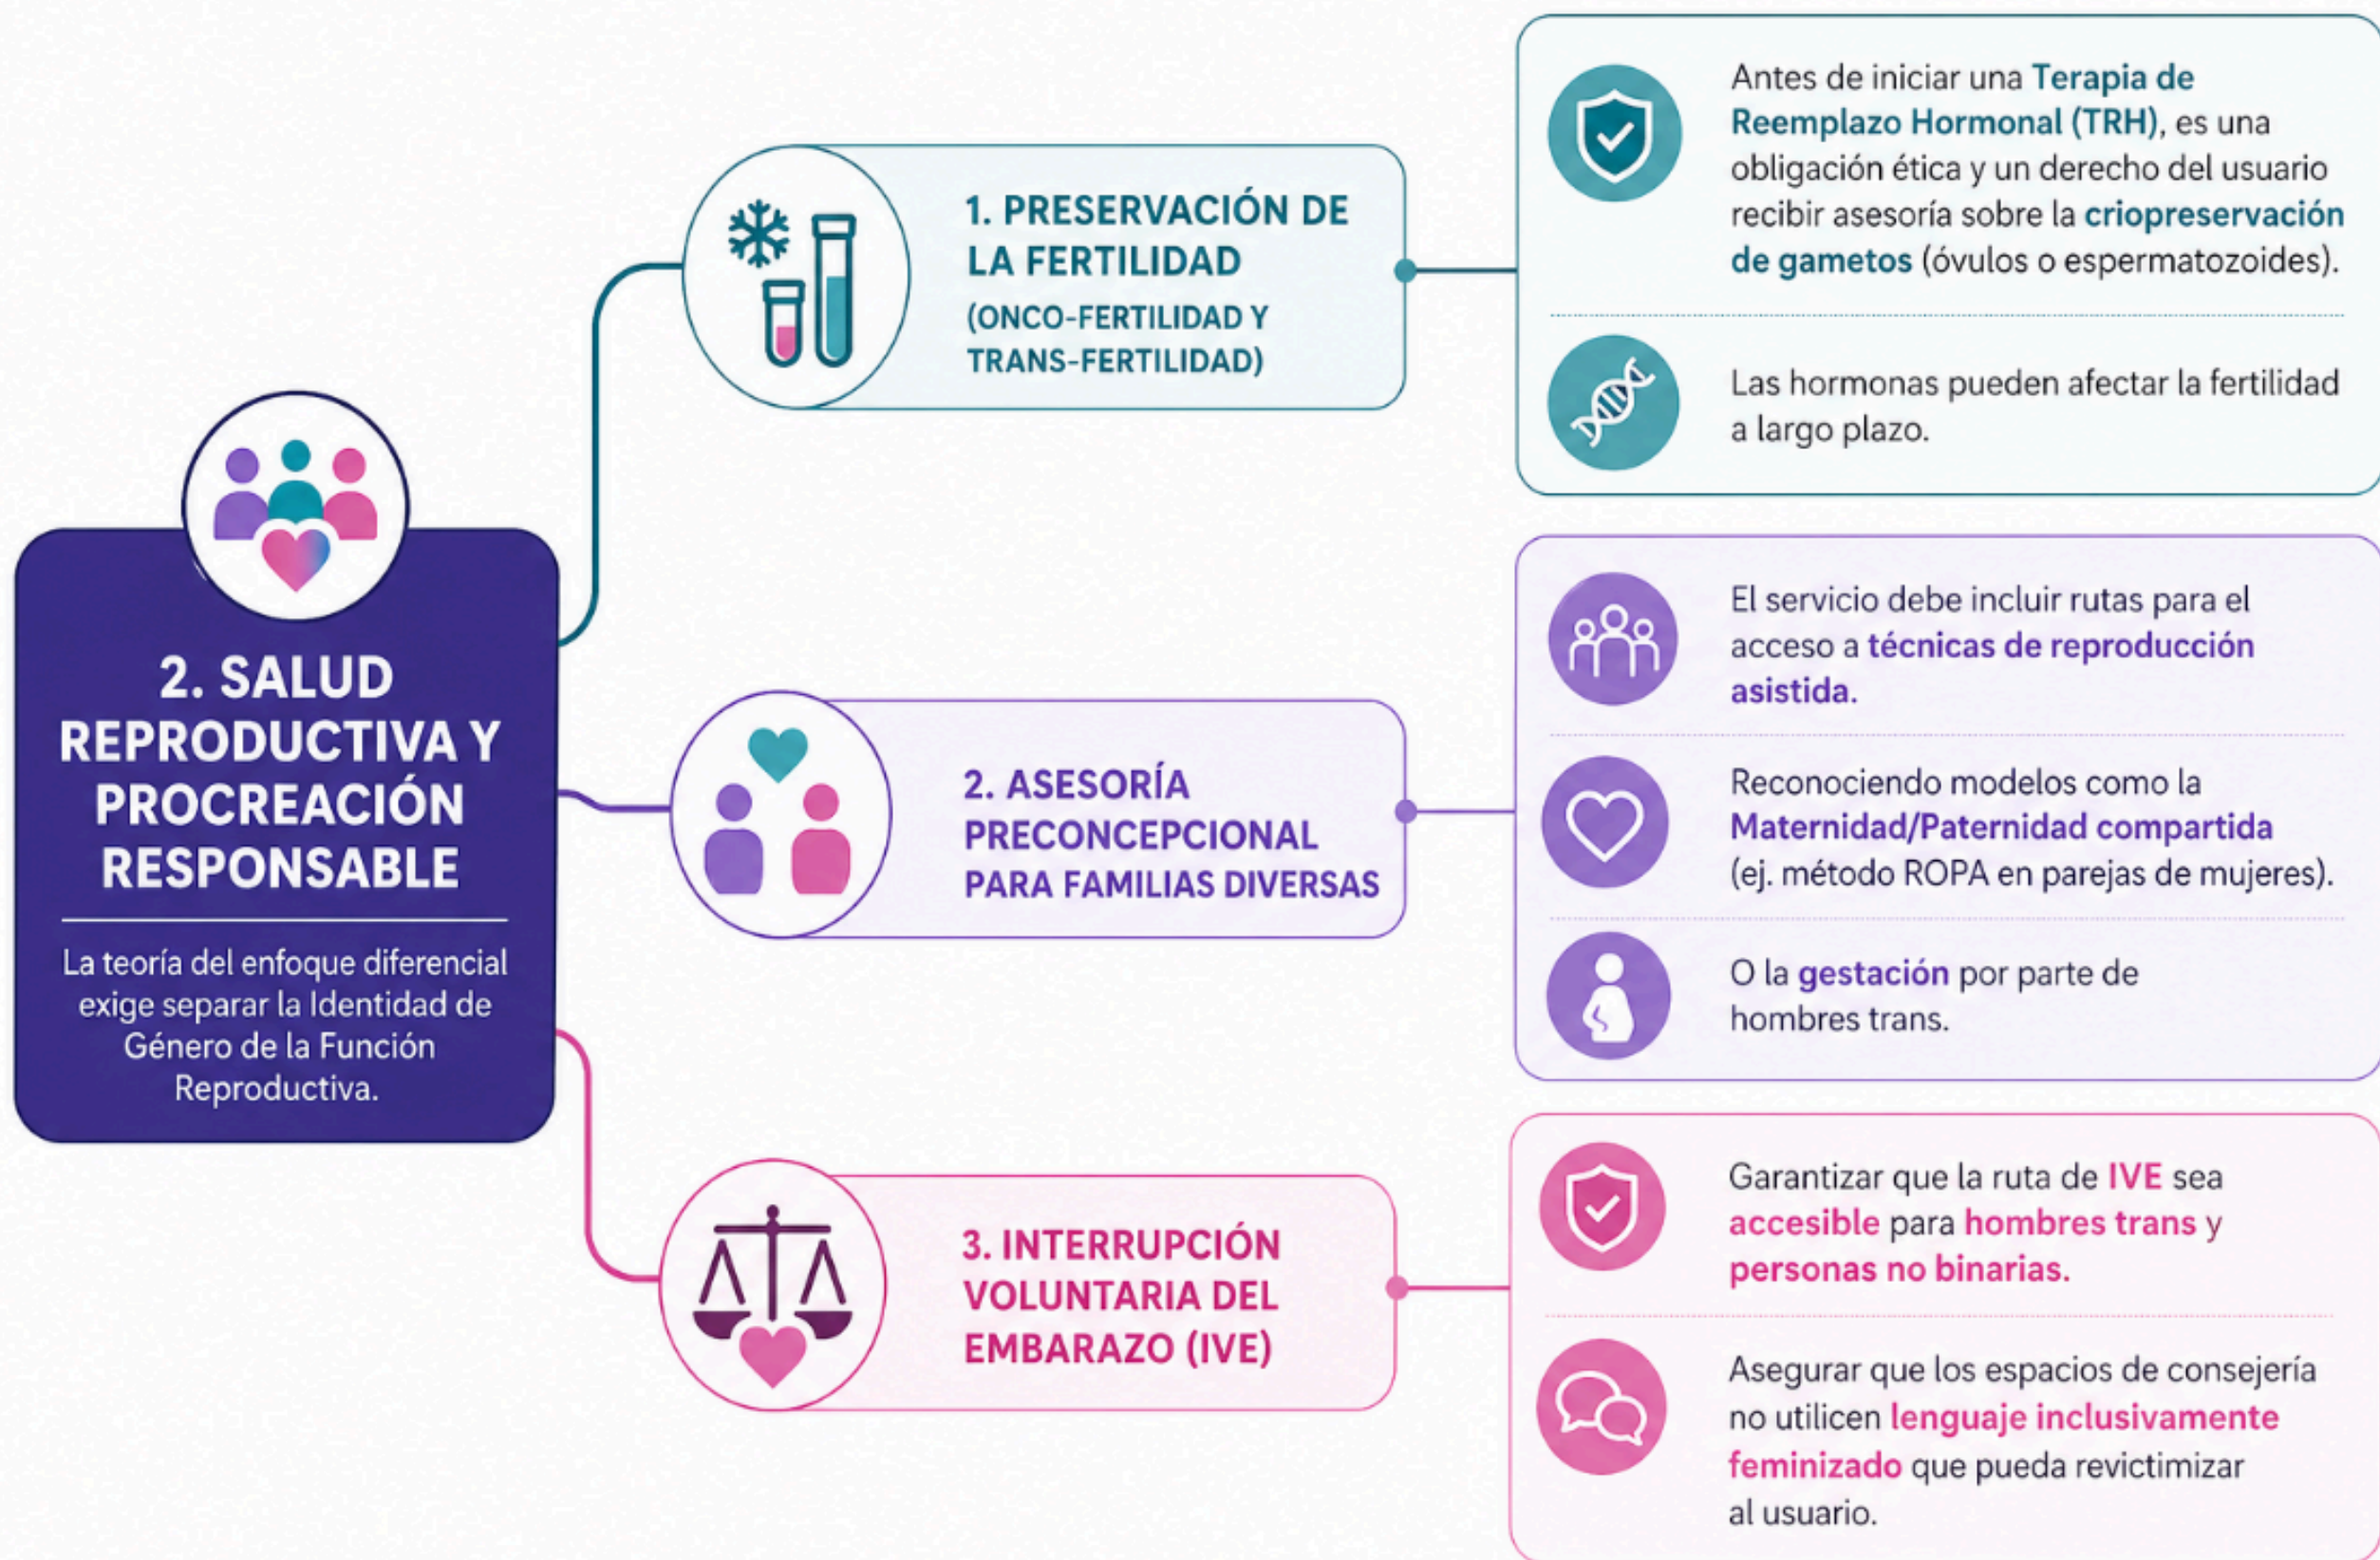 2. SALUD
REPRODUCTIVA Y
PROCREACIÓN
RESPONSABLE
La teoría del enfoque diferencial
exige separar la Identidad de
Género de la Función
Reproductiva.
1. PRESERVACIÓN DE
LA FERTILIDAD
(ONCO-FERTILIDAD Y
TRANS-FERTILIDAD)
Antes de iniciar una Terapia de
Reemplazo Hormonal (TRH), es una
obligación ética y un derecho del usuario
recibir asesoría sobre la criopreservación
de gametos (óvulos o espermatozoides).
Las hormonas pueden afectar la fertilidad
a largo plazo.
2. ASESORÍA
PRECONCEPCIONAL
PARA FAMILIAS DIVERSAS
El servicio debe incluir rutas para el
acceso a técnicas de reproducción
asistida.
Reconociendo modelos como la
Maternidad/Paternidad compartida
(ej. método ROPA en parejas de mujeres).
O la gestación por parte de
hombres trans.
3. INTERRUPCIÓN
VOLUNTARIA DEL
EMBARAZO (IVE)
Garantizar que la ruta de IVE sea
accesible para hombres trans y
personas no binarias.
Asegurar que los espacios de consejería
no utilicen lenguaje inclusivamente
feminizado que pueda revictimizar
al usuario.